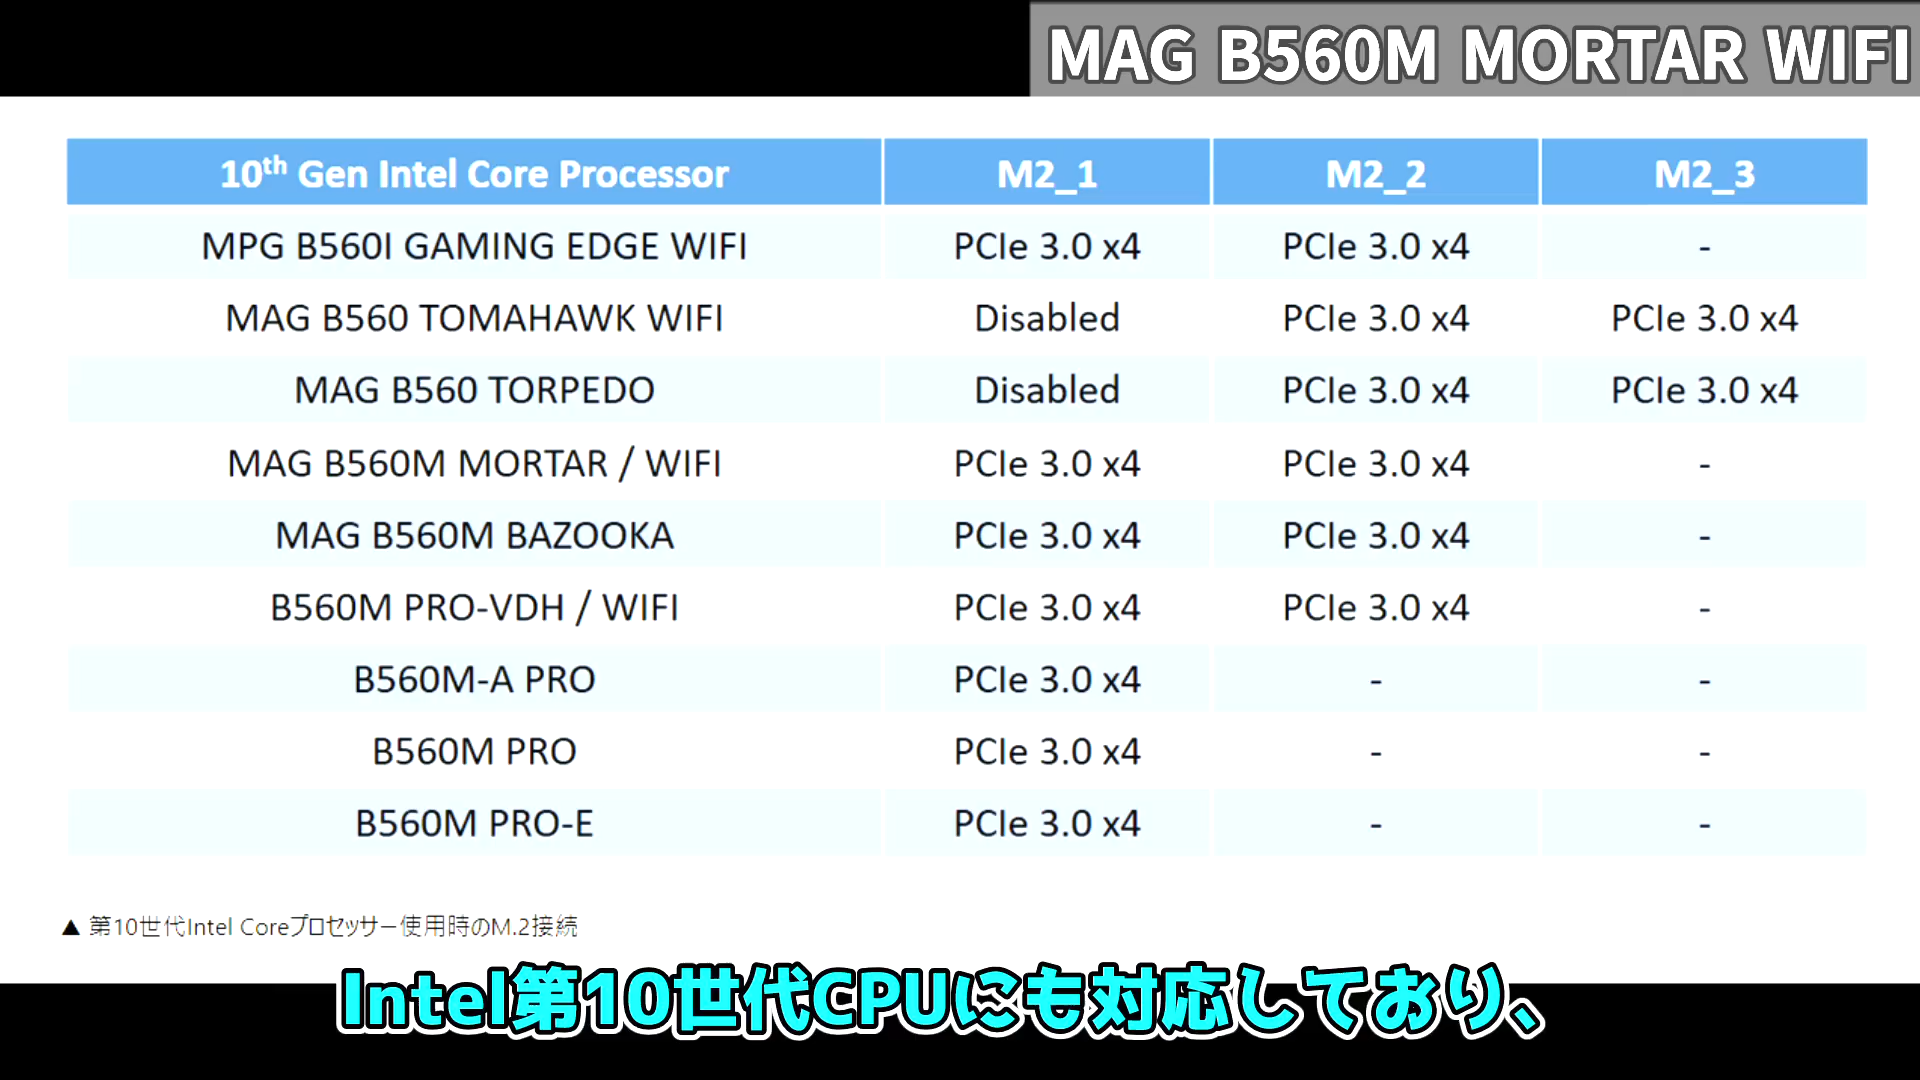 MAG B560M MORTAR WIFI
10th Gen Intel Core Processor M2_1 M2_2 M2_3
MPG B560I GAMING EDGE WIFI PCIe 3.0 x4 PCIe 3.0 x4 -
MAG B560 TOMAHAWK WIFI Disabled PCIe 3.0 x4 PCIe 3.0 x4
MAG B560 TORPEDO Disabled PCIe 3.0 x4 PCIe 3.0 x4
MAG B560M MORTAR / WIFI PCIe 3.0 x4 PCIe 3.0 x4 -
MAG B560M BAZOOKA PCIe 3.0 x4 PCIe 3.0 x4 -
B560M PRO-VDH / WIFI PCIe 3.0 x4 PCIe 3.0 x4 -
B560M-A PRO PCIe 3.0 x4 - -
B560M PRO PCIe 3.0 x4 - -
B560M PRO-E PCIe 3.0 x4 - -
▲ 第10世代Intel Coreプロセッサー使用時のM.2接続
Intel第10世代CPUにも対応しており、